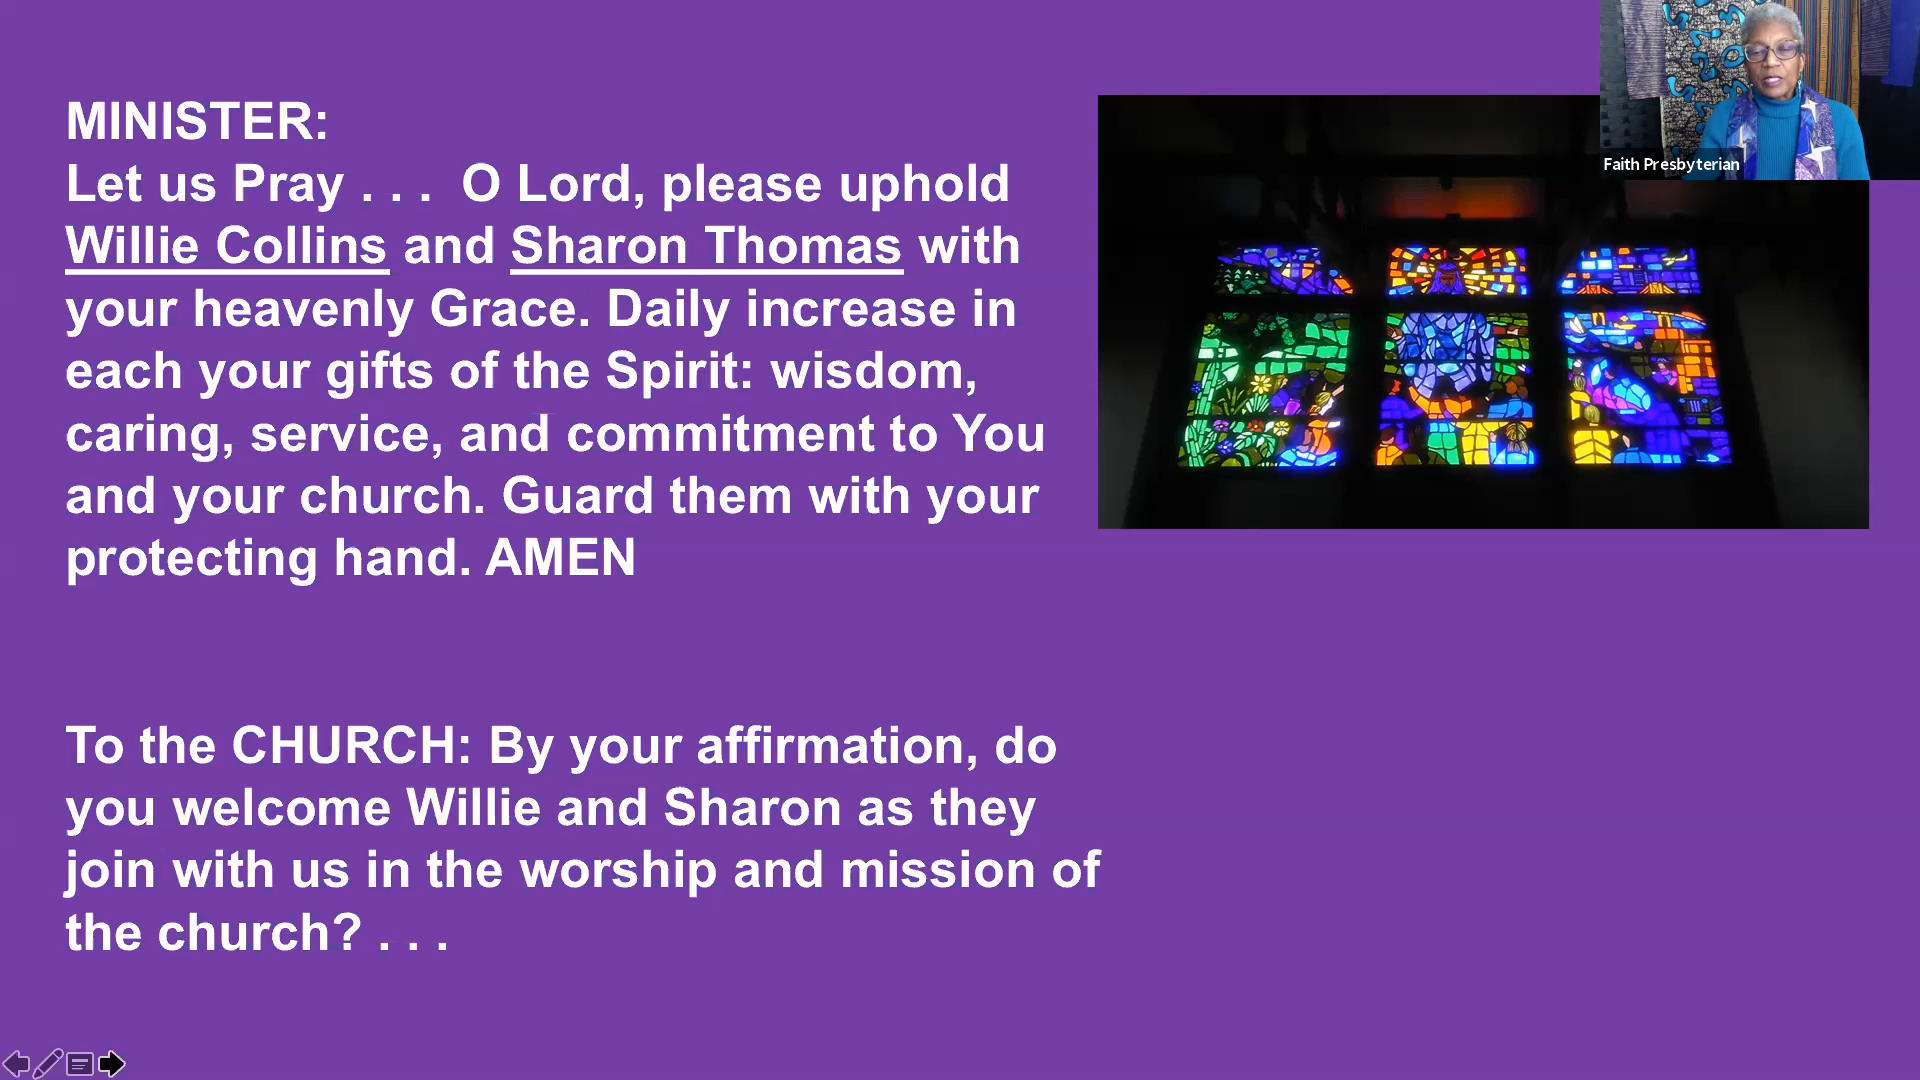 MINISTER:
Let us Pray . . .  O Lord, please uphold
Willie Collins and Sharon Thomas with
your heavenly Grace. Daily increase in
each your gifts of the Spirit: wisdom,
caring, service, and commitment to You
and your church. Guard them with your
protecting hand. AMEN
To the CHURCH: By your affirmation, do
you welcome Willie and Sharon as they
join with us in the worship and mission of
the church? . . .
Faith Presbyterian